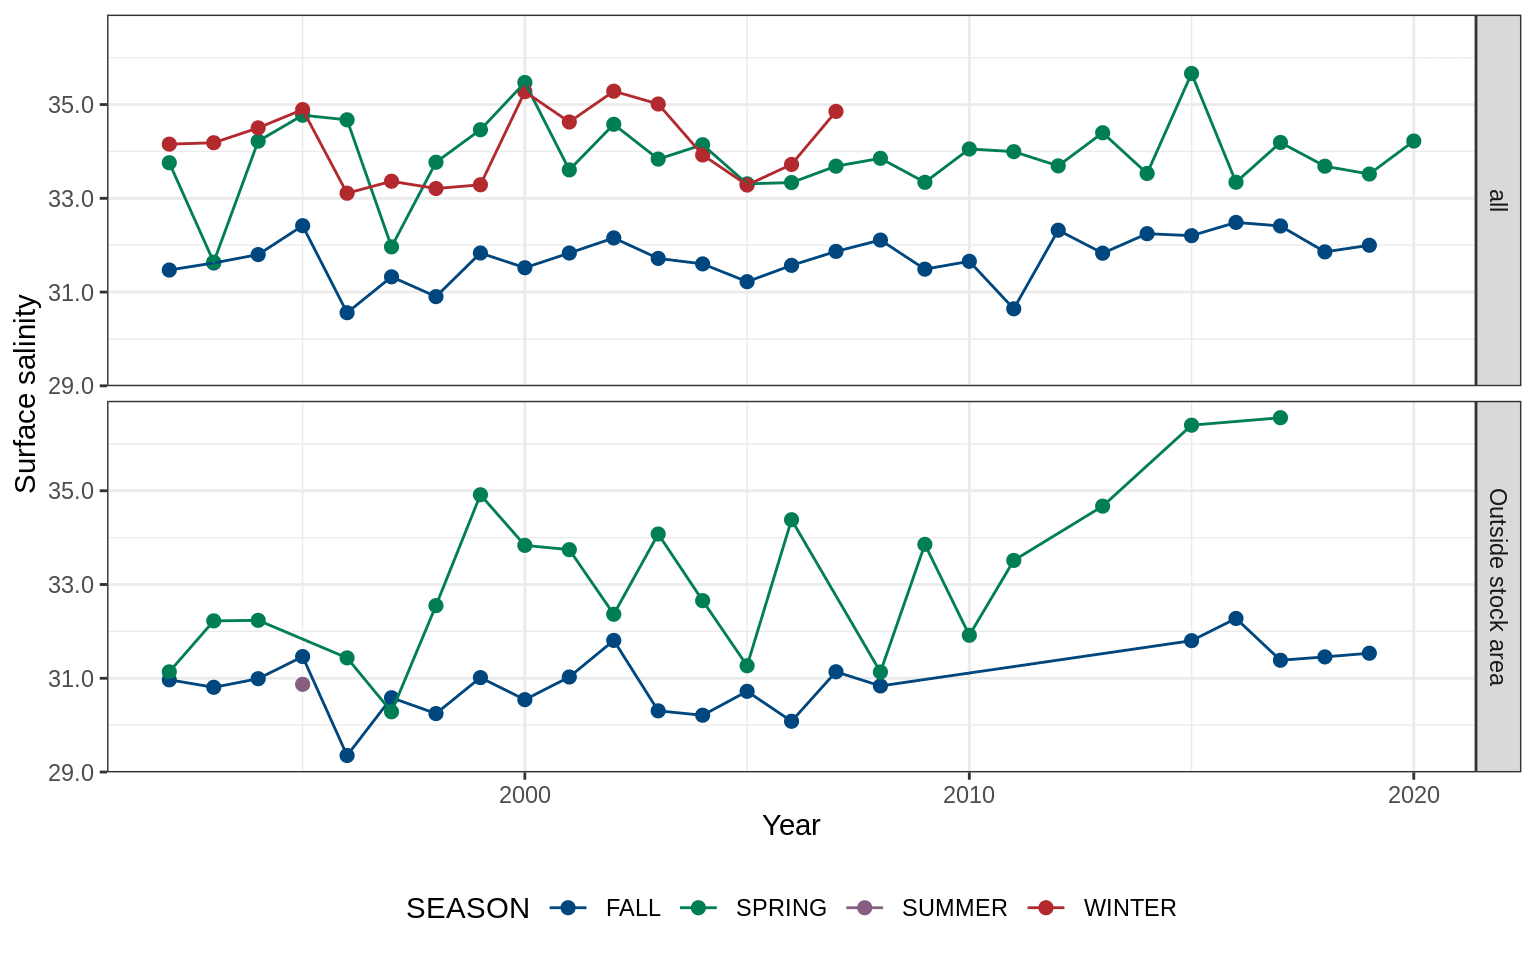 35.0
33.0
31.0
29.0
all
Surface salinity
35.0
33.0
31.0
29.0
Outside stock area
2000 2010 2020
Year
SEASON FALL SPRING SUMMER WINTER